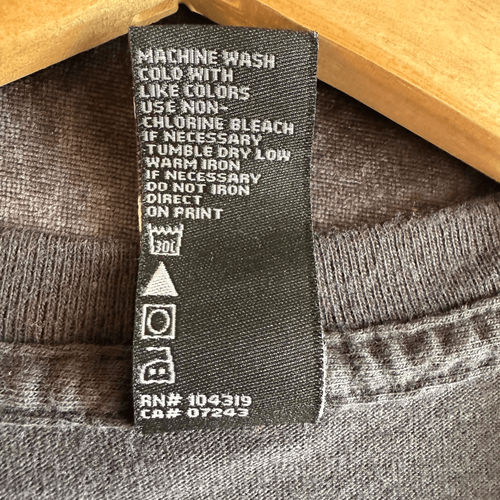 MACHINE WASH
COLD WITH
LIKE COLORS
USE NON-
CHLORINE BLEACH
IF NECESSARY
TUMBLE DRY LOW
WARM IRON
IF NECESSARY
DO NOT IRON
DIRECT
ON PRINT
30C
RN# 104319
CA# 07243